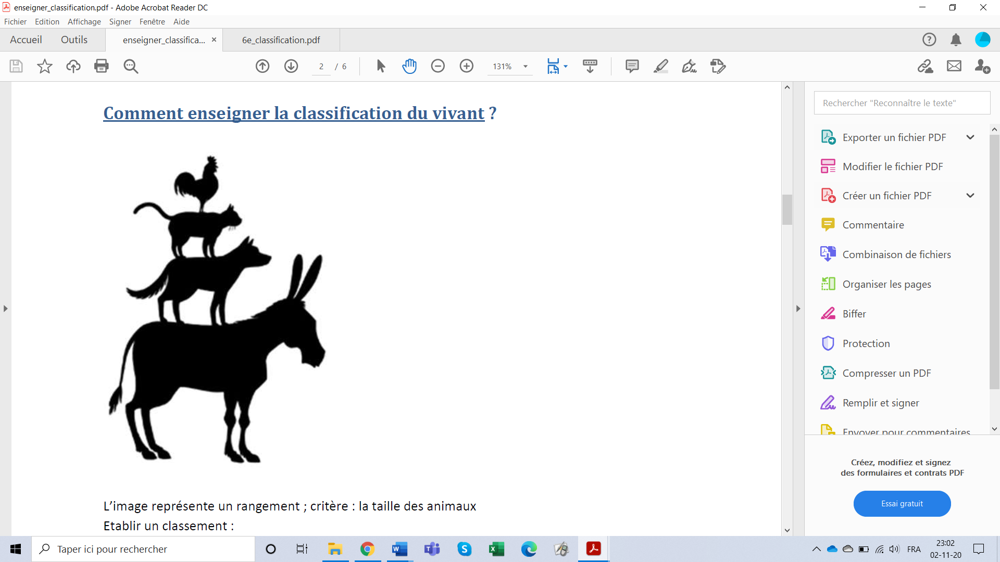 enseigner_classification.pdf - Adobe Acrobat Reader DC
Fichier Edition Affichage Signer Fenêtre Aide
Accueil Outils enseigner_classifica... × 6e_classification.pdf
2 / 6 131%
Rechercher "Reconnaître le texte"
Comment enseigner la classification du vivant ?
L'image représente un rangement ; critère : la taille des animaux
Etablir un classement :
Exporter un fichier PDF
Modifier le fichier PDF
Créer un fichier PDF
Commentaire
Combinaison de fichiers
Organiser les pages
Biffer
Protection
Compresser un PDF
Remplir et signer
Envoyer pour commentaires
Créez, modifiez et signez
des formulaires et contrats PDF
Essai gratuit
Taper ici pour rechercher
FRA
23:02
02-11-20